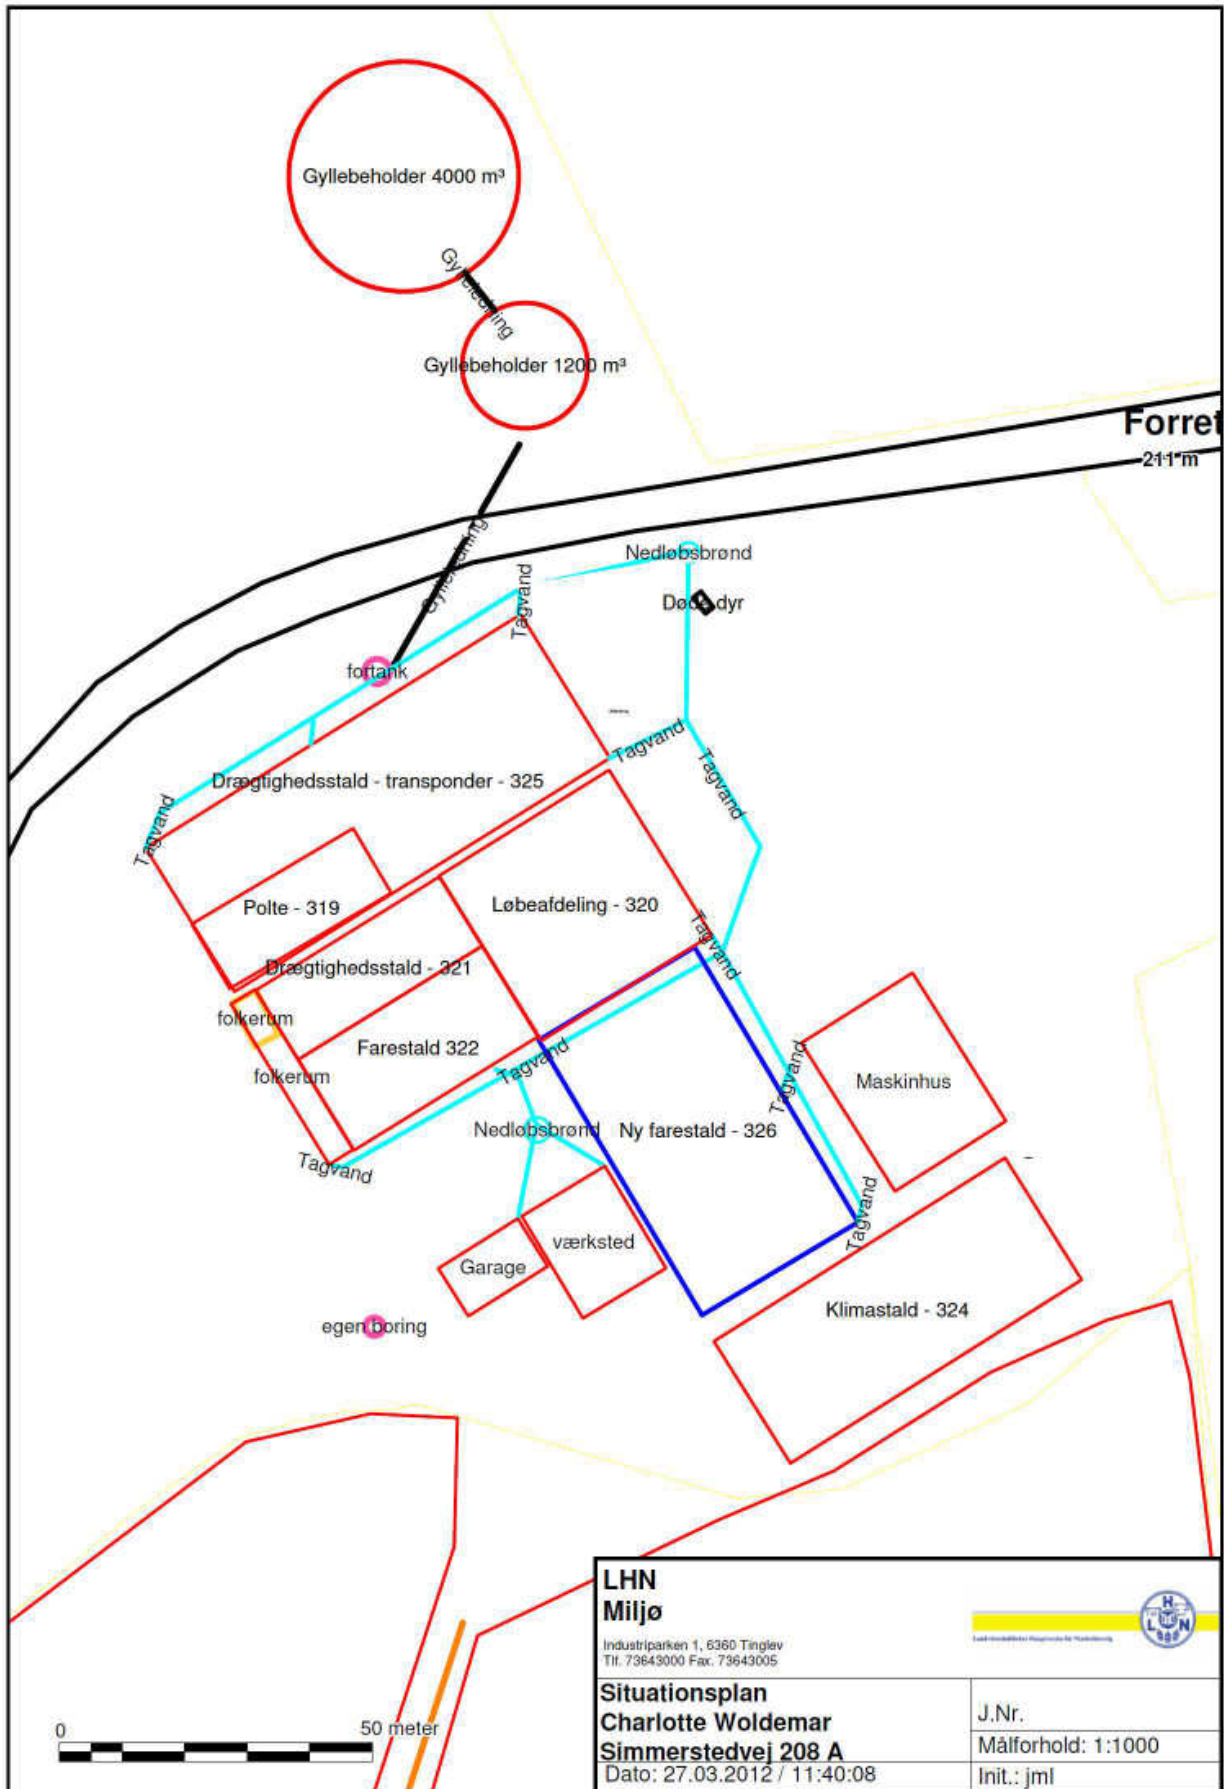 Gyllebeholder 4000 m³
Gylleledning
Gyllebeholder 1200 m³
Forret
211 m
Gylleledning
Nedløbsbrønd
Døde dyr
Tagvand
fortank
Tagvand
Tagvand
Drægtighedsstald - transponder - 325
Tagvand
Polte - 319
Løbeafdeling - 320
Tagvand
Drægtighedsstald - 321
folkerum
Farestald 322
Tagvand
folkerum
Tagvand
Maskinhus
Nedløbsbrønd
Ny farestald - 326
Tagvand
Tagvand
værksted
Garage
Klimastald - 324
egen boring
0
50 meter
LHN
Miljø
Industriparken 1, 6360 Tinglev
Tlf. 73643000 Fax. 73643005
L H N
Situationsplan
Charlotte Woldemar
Simmerstedvej 208 A
Dato: 27.03.2012 / 11:40:08
J.Nr.
Målforhold: 1:1000
Init.: jml